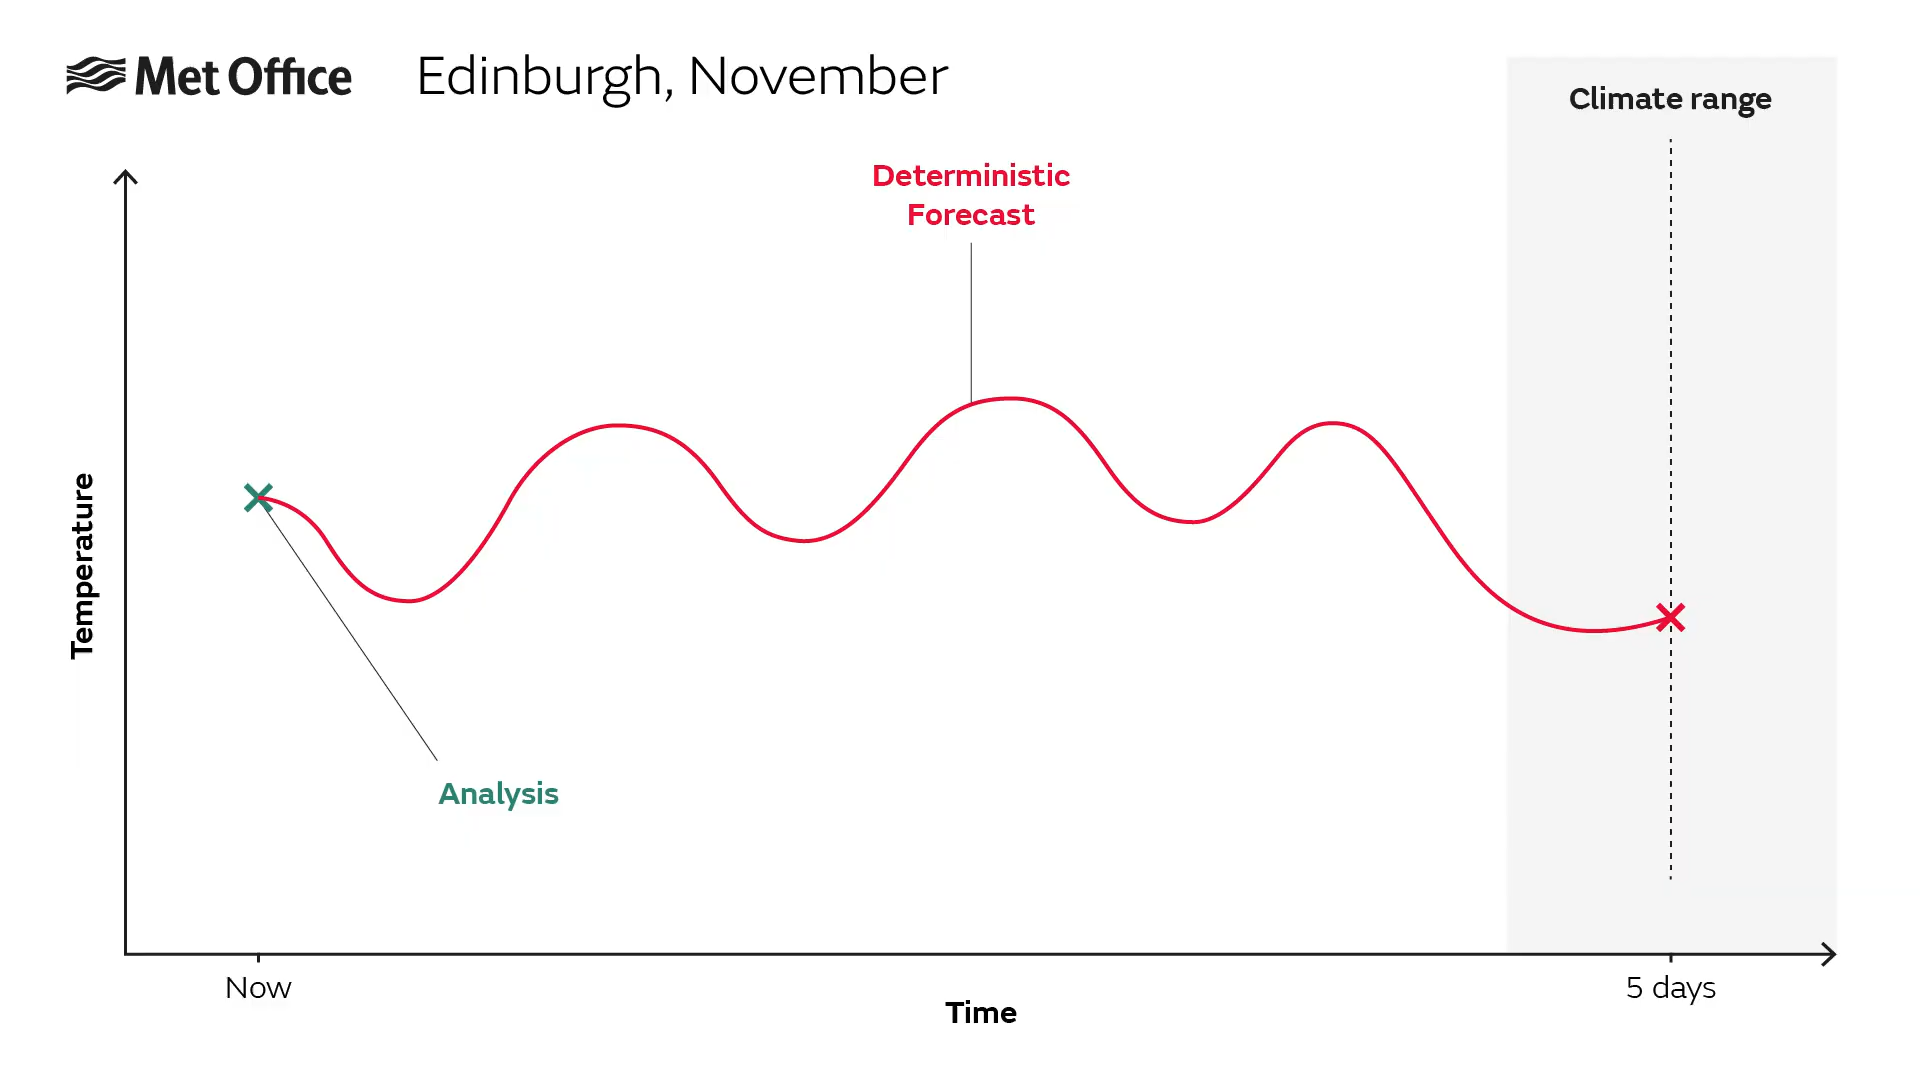 Met Office
Edinburgh, November
Climate range
Deterministic
Forecast
Temperature
Analysis
Now
5 days
Time